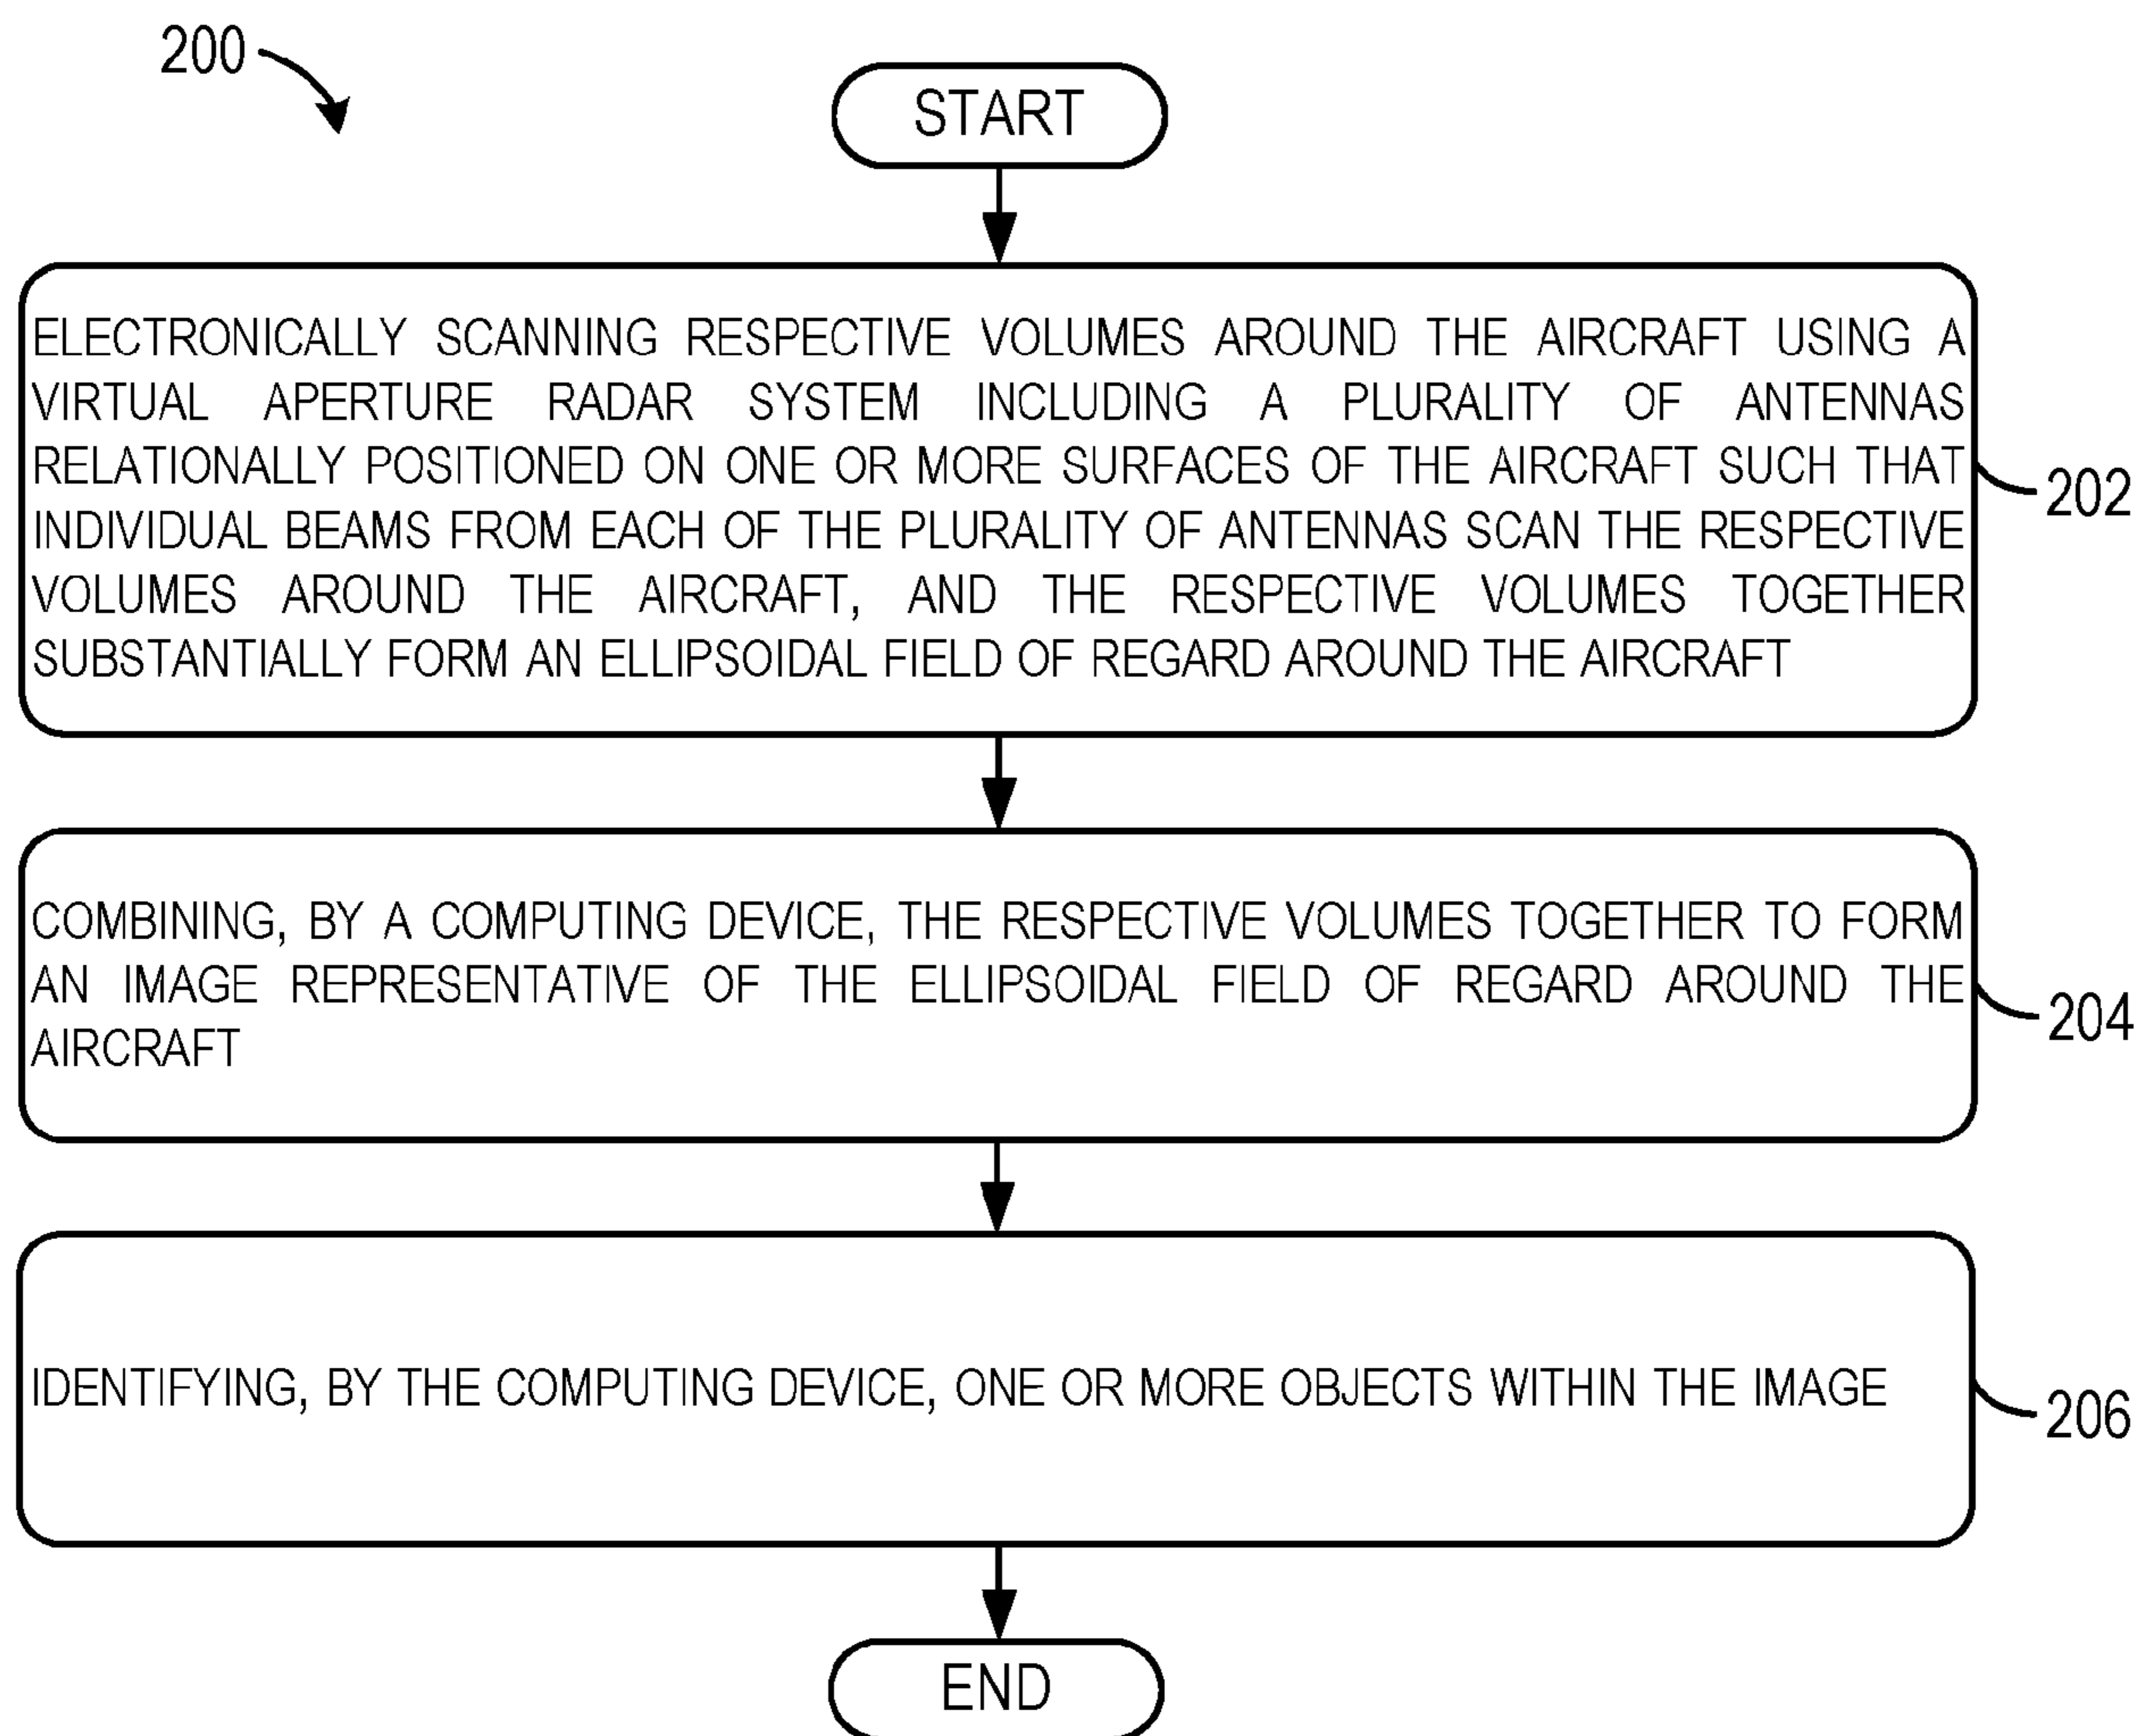 200
START
ELECTRONICALLY SCANNING RESPECTIVE VOLUMES AROUND THE AIRCRAFT USING A
VIRTUAL APERTURE RADAR SYSTEM INCLUDING A PLURALITY OF ANTENNAS
RELATIONALLY POSITIONED ON ONE OR MORE SURFACES OF THE AIRCRAFT SUCH THAT
INDIVIDUAL BEAMS FROM EACH OF THE PLURALITY OF ANTENNAS SCAN THE RESPECTIVE
VOLUMES AROUND THE AIRCRAFT, AND THE RESPECTIVE VOLUMES TOGETHER
SUBSTANTIALLY FORM AN ELLIPSOIDAL FIELD OF REGARD AROUND THE AIRCRAFT
202
COMBINING, BY A COMPUTING DEVICE, THE RESPECTIVE VOLUMES TOGETHER TO FORM
AN IMAGE REPRESENTATIVE OF THE ELLIPSOIDAL FIELD OF REGARD AROUND THE
AIRCRAFT
204
IDENTIFYING, BY THE COMPUTING DEVICE, ONE OR MORE OBJECTS WITHIN THE IMAGE
206
END